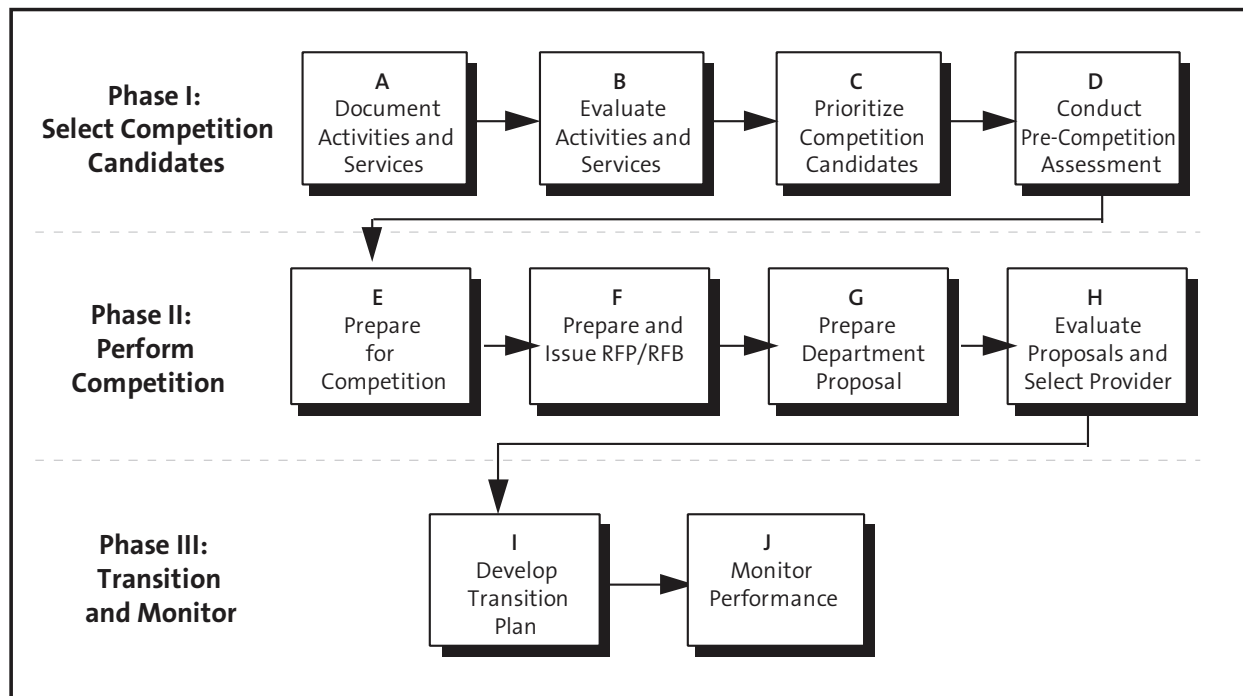 Phase I:
Select Competition
Candidates
A
Document
Activities and
Services
B
Evaluate
Activities and
Services
C
Prioritize
Competition
Candidates
D
Conduct
Pre-Competition
Assessment
Phase II:
Perform
Competition
E
Prepare
for
Competition
F
Prepare and
Issue RFP/RFB
G
Prepare
Department
Proposal
H
Evaluate
Proposals and
Select Provider
Phase III:
Transition
and Monitor
I
Develop
Transition
Plan
J
Monitor
Performance